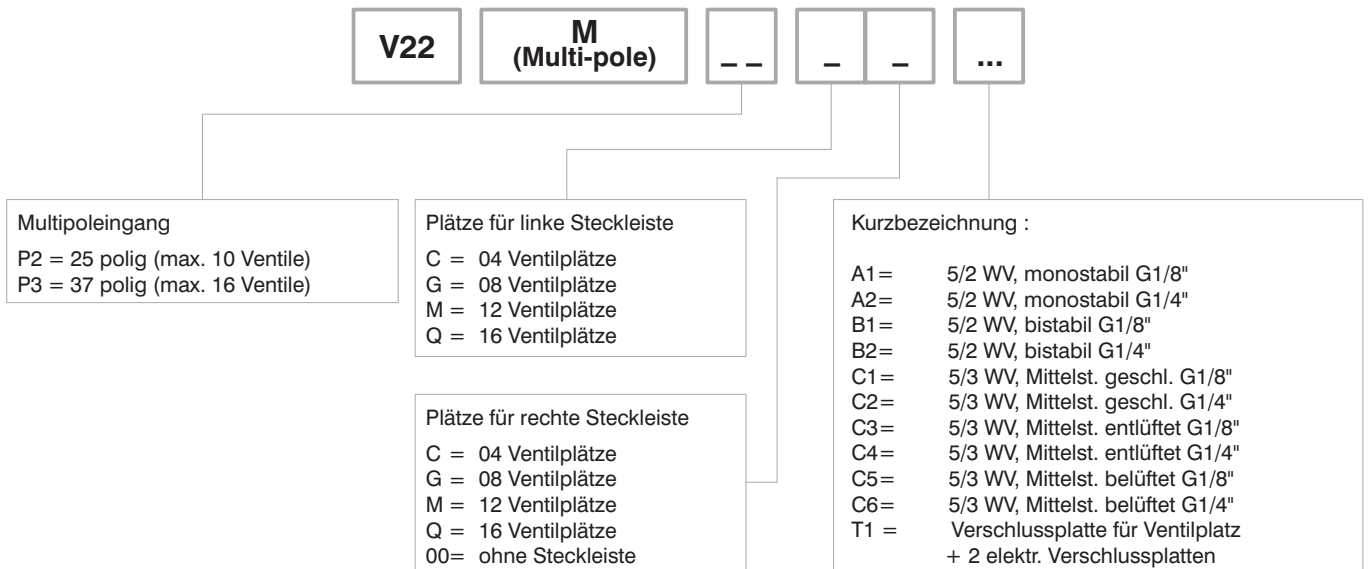 V22
M
(Multi-pole)
_ _
_
_
...
Multipoleingang
P2 = 25 polig (max. 10 Ventile)
P3 = 37 polig (max. 16 Ventile)
Plätze für linke Steckleiste
C = 04 Ventilplätze
G = 08 Ventilplätze
M = 12 Ventilplätze
Q = 16 Ventilplätze
Plätze für rechte Steckleiste
C = 04 Ventilplätze
G = 08 Ventilplätze
M = 12 Ventilplätze
Q = 16 Ventilplätze
00= ohne Steckleiste
Kurzbezeichnung :
A1= 5/2 WV, monostabil G1/8"
A2= 5/2 WV, monostabil G1/4"
B1= 5/2 WV, bistabil G1/8"
B2= 5/2 WV, bistabil G1/4"
C1= 5/3 WV, Mittelst. geschl. G1/8"
C2= 5/3 WV, Mittelst. geschl. G1/4"
C3= 5/3 WV, Mittelst. entlüftet G1/8"
C4= 5/3 WV, Mittelst. entlüftet G1/4"
C5= 5/3 WV, Mittelst. belüftet G1/8"
C6= 5/3 WV, Mittelst. belüftet G1/4"
T1 = Verschlussplatte für Ventilplatz
+ 2 elektr. Verschlussplatten